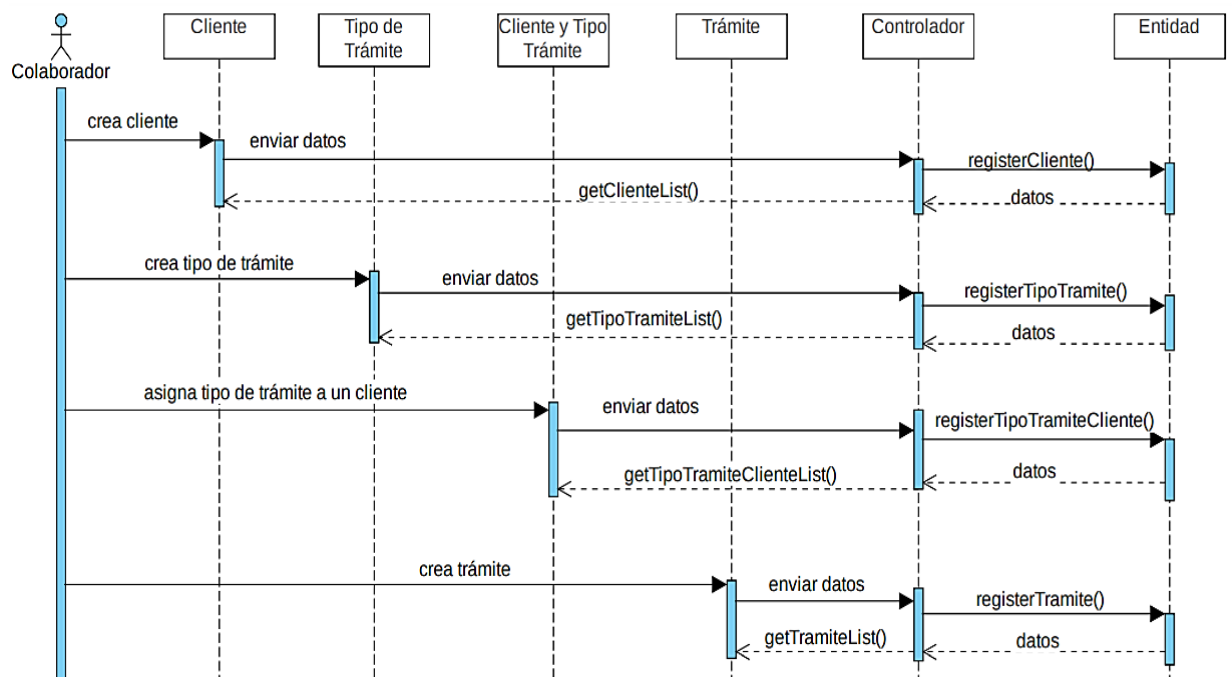 Colaborador
Cliente
Tipo de
Trámite
Cliente y Tipo
Trámite
Trámite
Controlador
Entidad
crea cliente
enviar datos
registerCliente()
getClienteList()
datos
crea tipo de trámite
enviar datos
registerTipoTramite()
getTipoTramiteList()
datos
asigna tipo de trámite a un cliente
enviar datos
registerTipoTramiteCliente()
getTipoTramiteClienteList()
datos
crea trámite
enviar datos
registerTramite()
getTramiteList()
datos